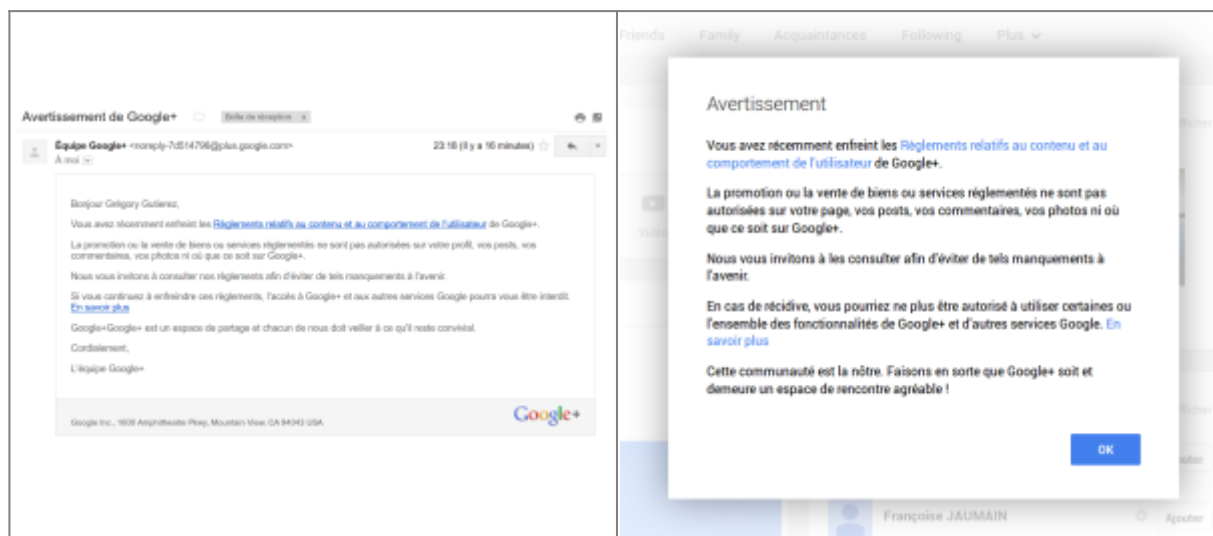 Avertissement de Google+
Boîte de réception x
Équipe Google+ <noreply-7d514798@plus.google.com>
23:18 (il y a 16 minutes)
À moi
Bonjour Grégory Gutierez,
Vous avez récemment enfreint les Règlements relatifs au contenu et au comportement de l'utilisateur de Google+.
La promotion ou la vente de biens ou services réglementés ne sont pas autorisées sur votre profil, vos posts, vos
commentaires, vos photos ni où que ce soit sur Google+.
Nous vous invitons à consulter nos règlements afin d'éviter de tels manquements à l'avenir.
Si vous continuez à enfreindre ces règlements, l'accès à Google+ et aux autres services Google pourra vous être interdit.
En savoir plus
Google+Google+ est un espace de partage et chacun de nous doit veiller à ce qu'il reste convivial.
Cordialement,
L'équipe Google+
Google Inc., 1600 Amphitheatre Pkwy, Mountain View, CA 94043 USA
Google+
Friends Family Acquaintances Following Plus
Avertissement
Vous avez récemment enfreint les Règlements relatifs au contenu et au
comportement de l'utilisateur de Google+.
La promotion ou la vente de biens ou services réglementés ne sont pas
autorisées sur votre page, vos posts, vos commentaires, vos photos ni où
que ce soit sur Google+.
Nous vous invitons à les consulter afin d'éviter de tels manquements à
l'avenir.
En cas de récidive, vous pourriez ne plus être autorisé à utiliser certaines ou
l'ensemble des fonctionnalités de Google+ et d'autres services Google. En
savoir plus
Cette communauté est la nôtre. Faisons en sorte que Google+ soit et
demeure un espace de rencontre agréable !
OK
Françoise JAUMAIN
Ajouter